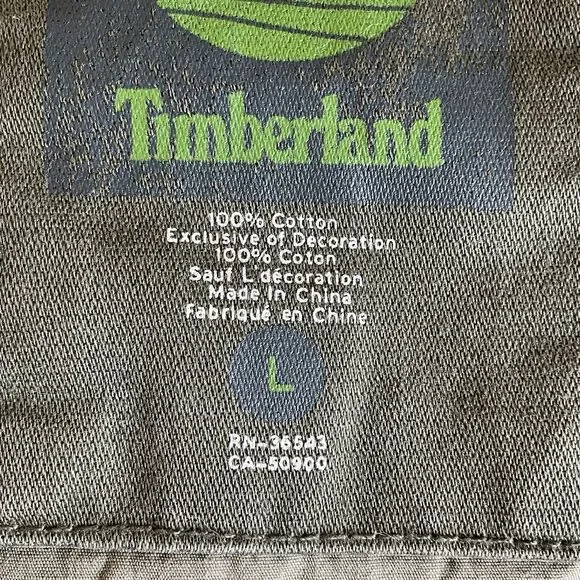 Timberland
100% Cotton
Exclusive of Decoration
100% Coton
Sauf L'décoration
Made In China
Fabriqué en Chine
L
RN-36543
CA-50900